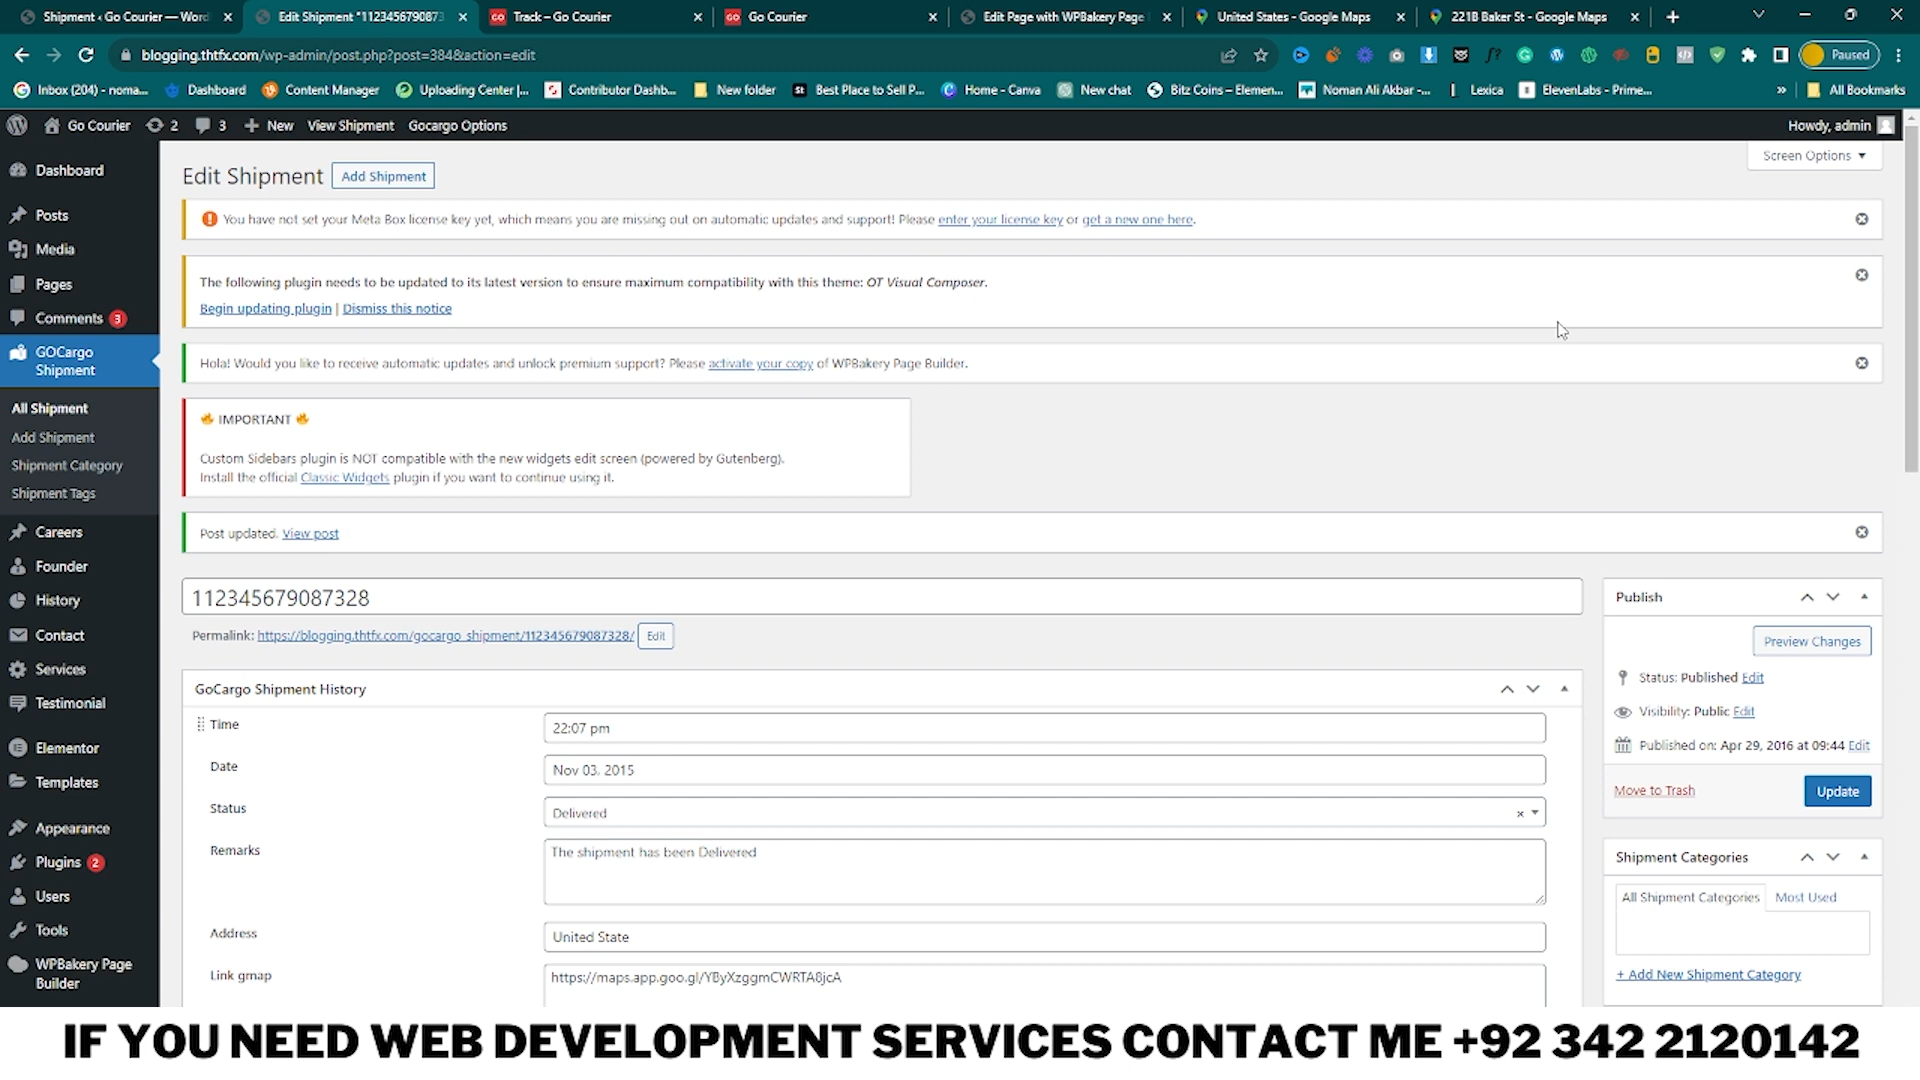 Shipment ‹ Go Courier — Word
Edit Shipment "1123456790873
Track – Go Courier
Go Courier
Edit Page with WPBakery Page
United States - Google Maps
221B Baker St - Google Maps
blogging.thtfx.com/wp-admin/post.php?post=384&action=edit
Paused
Inbox (204) - noma...
Dashboard
Content Manager
Uploading Center |...
Contributor Dashb...
New folder
Best Place to Sell P...
Home - Canva
New chat
Bitz Coins – Elemen...
Noman Ali Akbar -...
Lexica
ElevenLabs - Prime...
» All Bookmarks
Go Courier
2
3
+ New
View Shipment
Gocargo Options
Howdy, admin
Screen Options
Dashboard
Posts
Media
Pages
Comments 3
GOCargo
Shipment
All Shipment
Add Shipment
Shipment Category
Shipment Tags
Careers
Founder
History
Contact
Services
Testimonial
Elementor
Templates
Appearance
Plugins 2
Users
Tools
WPBakery Page
Builder
Edit Shipment
Add Shipment
You have not set your Meta Box license key yet, which means you are missing out on automatic updates and support! Please enter your license key or get a new one here.
The following plugin needs to be updated to its latest version to ensure maximum compatibility with this theme: OT Visual Composer.
Begin updating plugin | Dismiss this notice
Hola! Would you like to receive automatic updates and unlock premium support? Please activate your copy of WPBakery Page Builder.
🔥 IMPORTANT 🔥
Custom Sidebars plugin is NOT compatible with the new widgets edit screen (powered by Gutenberg).
Install the official Classic Widgets plugin if you want to continue using it.
Post updated. View post
112345679087328
Permalink: https://blogging.thtfx.com/gocargo_shipment/112345679087328/ Edit
GoCargo Shipment History
Time
22:07 pm
Date
Nov 03, 2015
Status
Delivered
×
Remarks
The shipment has been Delivered
Address
United State
Link gmap
https://maps.app.goo.gl/YByXzggmCWRTA8jcA
Publish
Preview Changes
Status: Published Edit
Visibility: Public Edit
Published on: Apr 29, 2016 at 09:44 Edit
Move to Trash
Update
Shipment Categories
All Shipment Categories
Most Used
+ Add New Shipment Category
IF YOU NEED WEB DEVELOPMENT SERVICES CONTACT ME +92 342 2120142